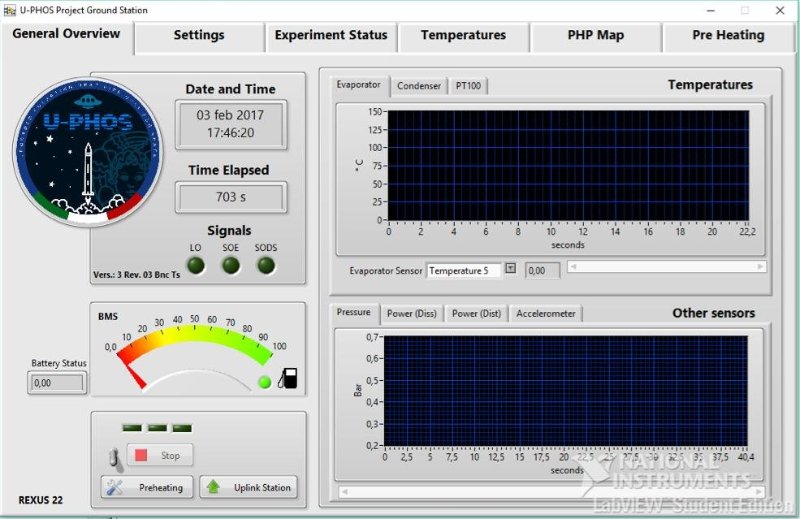 U-PHOS Project Ground Station
General Overview
Settings
Experiment Status
Temperatures
PHP Map
Pre Heating
U-PHOS
Date and Time
03 feb 2017
17:46:20
Time Elapsed
703 s
Signals
LO SOE SODS
Vers.: 3 Rev. 03 Bnc Ts
BMS
0,0 10 20 30 40 50 60 70 80 90 100
Battery Status
0,00
Stop
Preheating
Uplink Station
REXUS 22
Evaporator
Condenser
PT100
Temperatures
150
125
100
75
50
25
0
° C
0 2 4 6 8 10 12 14 16 18 20 22,2
seconds
Evaporator Sensor
Temperature 5
0,00
Pressure
Power (Diss)
Power (Dist)
Accelerometer
Other sensors
0,7
0,6
0,5
0,4
0,3
0,2
Bar
0 2,5 5 7,5 10 12,5 15 17,5 20 22,5 25 27,5 30 32,5 35 37,5 40,4
seconds
NATIONAL
INSTRUMENTS
LabVIEW Student Edition